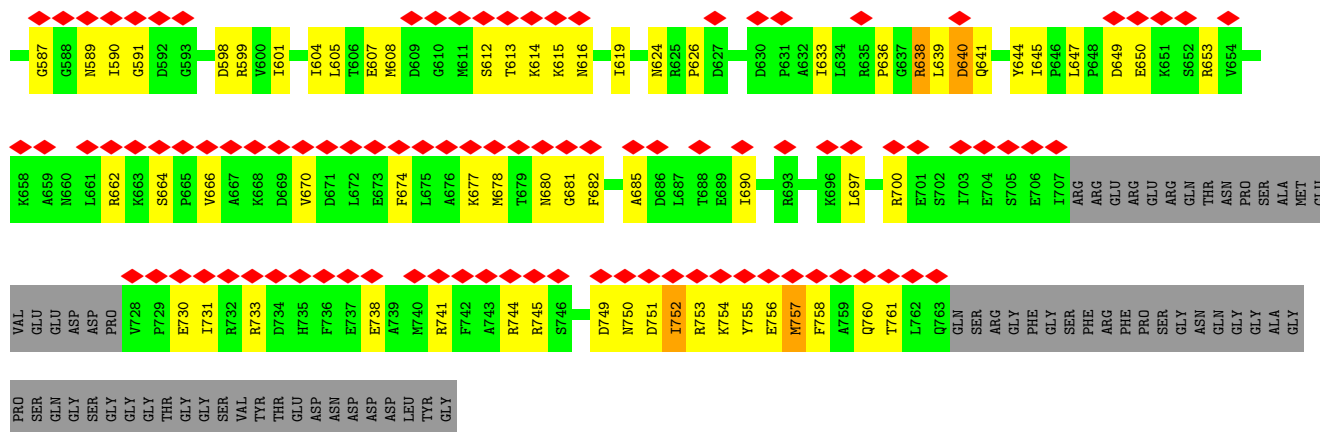 G587 G588 N589 I590 G591 D592 G593 D598 R599 V600 I601 I604 L605 T606 E607 M608 D609 G610 M611 S612 T613 K614 K615 N616 I619 N624 R625 P626 D627 D630 P631 A632 I633 L634 R635 P636 G637 R638 L639 D640 Q641 Y644 I645 P646 L647 P648 D649 E650 K651 S652 R653 V654
K658 A659 N660 L661 R662 K663 S664 P665 V666 A667 K668 D669 V670 D671 L672 E673 F674 L675 A676 K677 M678 T679 N680 G681 F682 A685 D686 L687 T688 E689 I690 R693 K696 L697 R700 E701 S702 I703 E704 S705 E706 I707 ARG ARG GLU ARG GLU ARG GLN THR ASN PRO SER ALA MET GLU
VAL GLU GLU ASP ASP PRO V728 P729 E730 I731 R732 R733 D734 H735 F736 E737 E738 A739 M740 R741 F742 A743 R744 R745 S746 D749 N750 D751 I752 R753 K754 Y755 E756 M757 F758 A759 Q760 T761 L762 Q763 GLN SER ARG GLY PHE GLY SER PHE ARG PHE PRO SER GLY ASN GLN GLY GLY ALA GLY
PRO SER GLN GLY SER GLY GLY GLY THR GLY GLY SER VAL TYR THR GLU ASP ASN ASP ASP ASP LEU TYR GLY